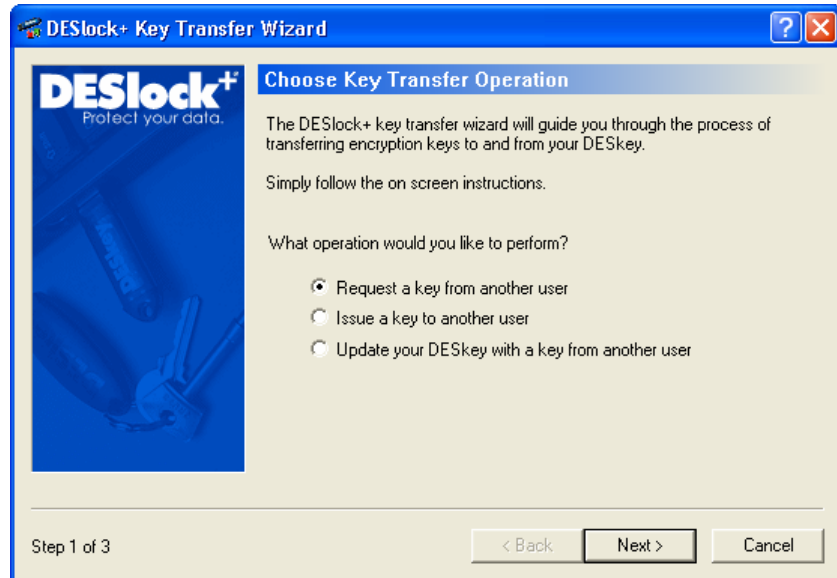 DESlock+ Key Transfer Wizard
DESlock+
Protect your data.
DESkey
Choose Key Transfer Operation
The DESlock+ key transfer wizard will guide you through the process of
transferring encryption keys to and from your DESkey.
Simply follow the on screen instructions.
What operation would you like to perform?
Request a key from another user
Issue a key to another user
Update your DESkey with a key from another user
Step 1 of 3
< Back
Next >
Cancel